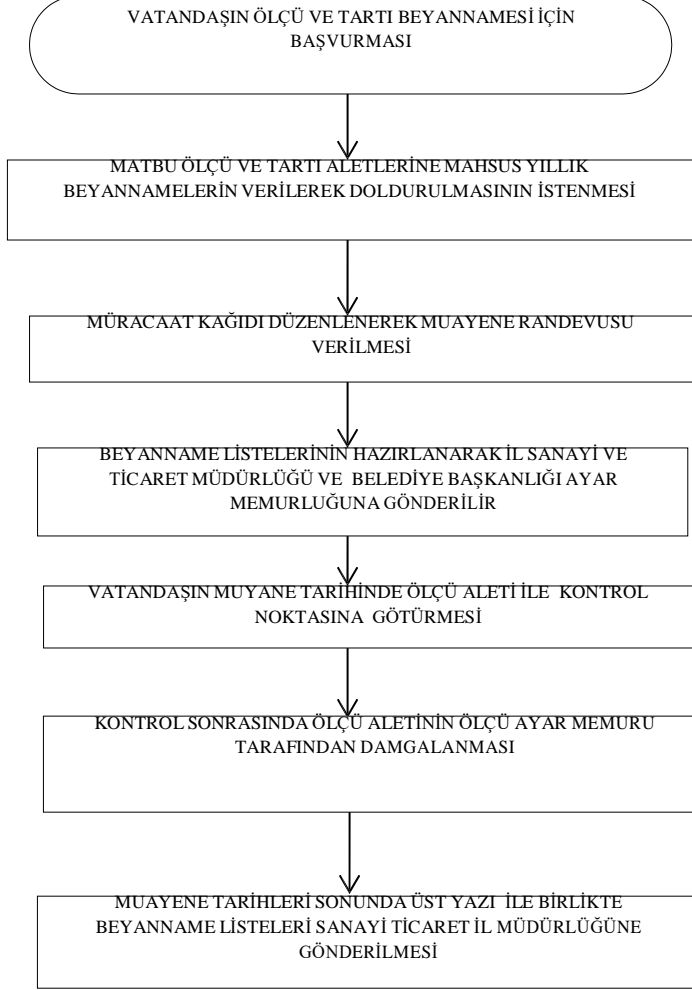 VATANDAŞIN ÖLÇÜ VE TARTI BEYANNAMESİ İÇİN
BAŞVURMASI
MATBU ÖLÇÜ VE TARTI ALETLERİNE MAHSUS YILLIK
BEYANNAMELERİN VERİLEREK DOLDURULMASININ İSTENMESİ
MÜRACAAT KAĞIDI DÜZENLENEREK MUAYENE RANDEVUSU
VERİLMESİ
BEYANNAME LİSTELERİNİN HAZIRLANARAK İL SANAYİ VE
TİCARET MÜDÜRLÜĞÜ VE BELEDİYE BAŞKANLIĞI AYAR
MEMURLUĞUNA GÖNDERİLİR
VATANDAŞIN MUYANE TARİHİNDE ÖLÇÜ ALETİ İLE KONTROL
NOKTASINA GÖTÜRMESİ
KONTROL SONRASINDA ÖLÇÜ ALETİNİN ÖLÇÜ AYAR MEMURU
TARAFINDAN DAMGALANMASI
MUAYENE TARİHLERİ SONUNDA ÜST YAZI İLE BİRLİKTE
BEYANNAME LİSTELERİ SANAYİ TİCARET İL MÜDÜRLÜĞÜNE
GÖNDERİLMESİ